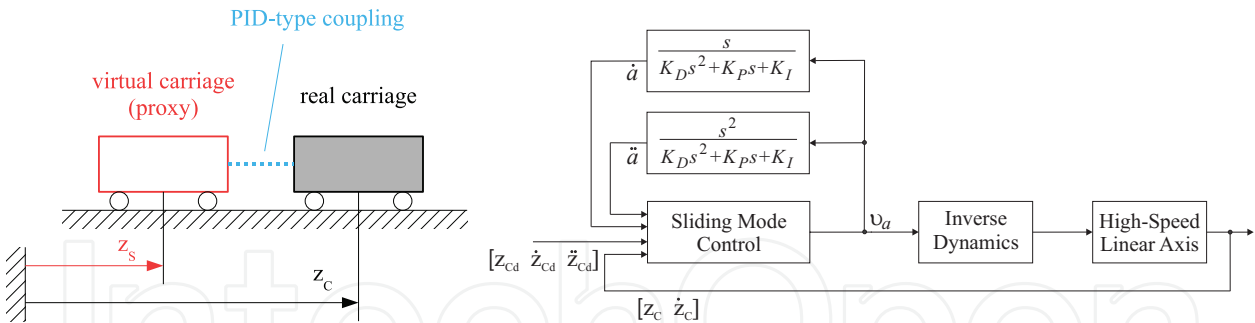 PID-type coupling
virtual carriage
(proxy)
real carriage
z_S
z_C
s
K_D s^2+K_P s+K_I
ȧ
s^2
K_D s^2+K_P s+K_I
ä
Sliding Mode
Control
υ_a
Inverse
Dynamics
High-Speed
Linear Axis
[z_Cd ż_Cd z̈_Cd]
[z_C ż_C]
IntechOpen